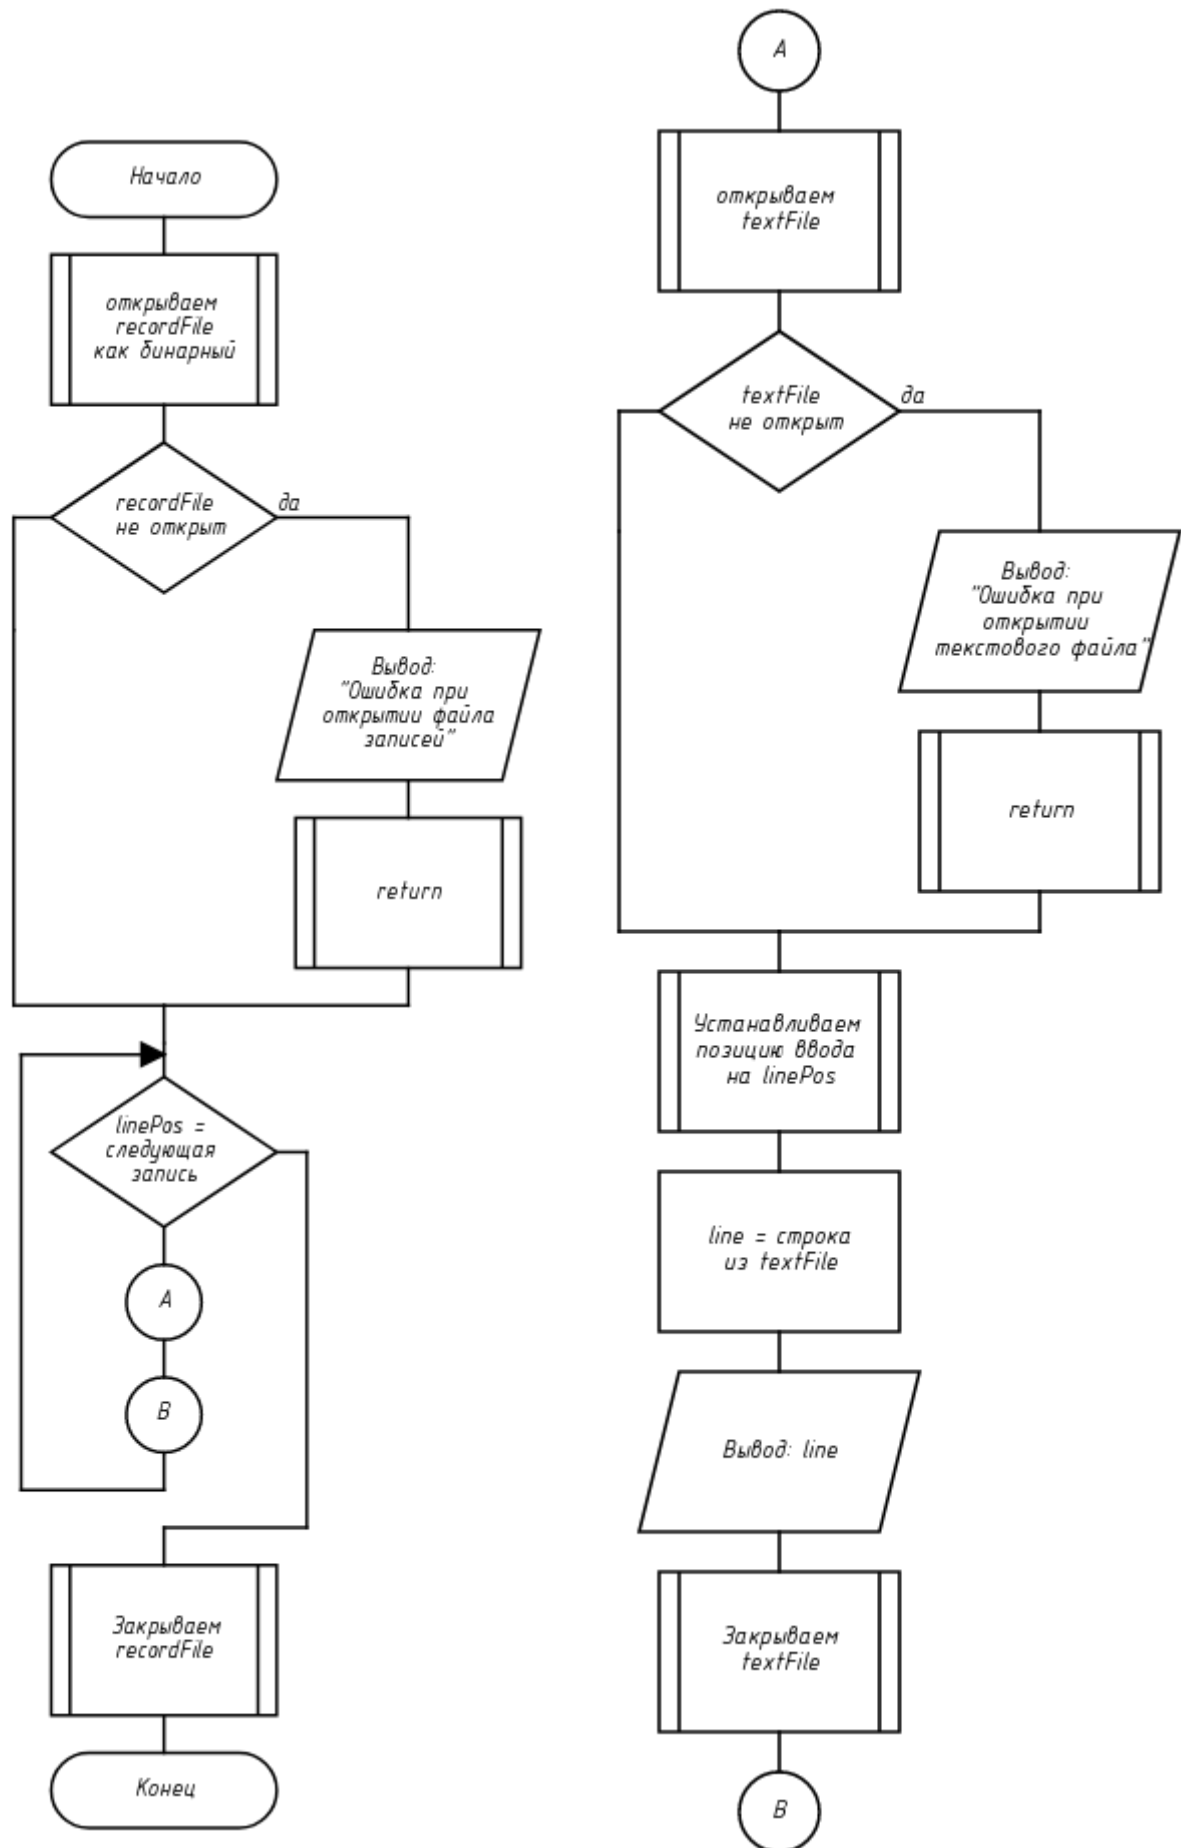 Начало
открываем
recordFile
как бинарный
recordFile
не открыт
да
Вывод:
"Ошибка при
открытии файла
записей"
return
linePos =
следующая
запись
A
B
Закрываем
recordFile
Конец
A
открываем
textFile
textFile
не открыт
да
Вывод:
"Ошибка при
открытии
текстового файла"
return
Устанавливаем
позицию ввода
на linePos
line = строка
из textFile
Вывод: line
Закрываем
textFile
B